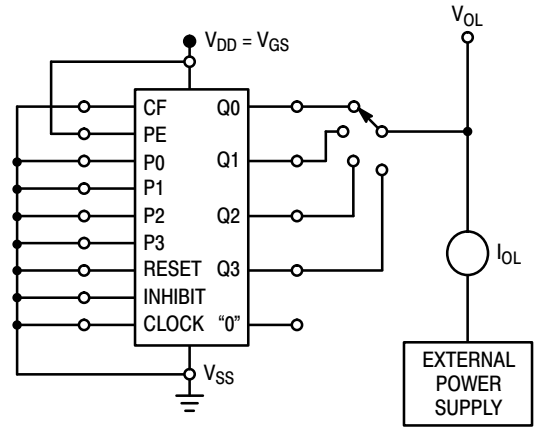 V_OL
V_DD = V_GS
CF Q0
PE
P0 Q1
P1
P2 Q2
P3
RESET Q3
INHIBIT
CLOCK “0”
I_OL
V_SS
EXTERNAL
POWER
SUPPLY